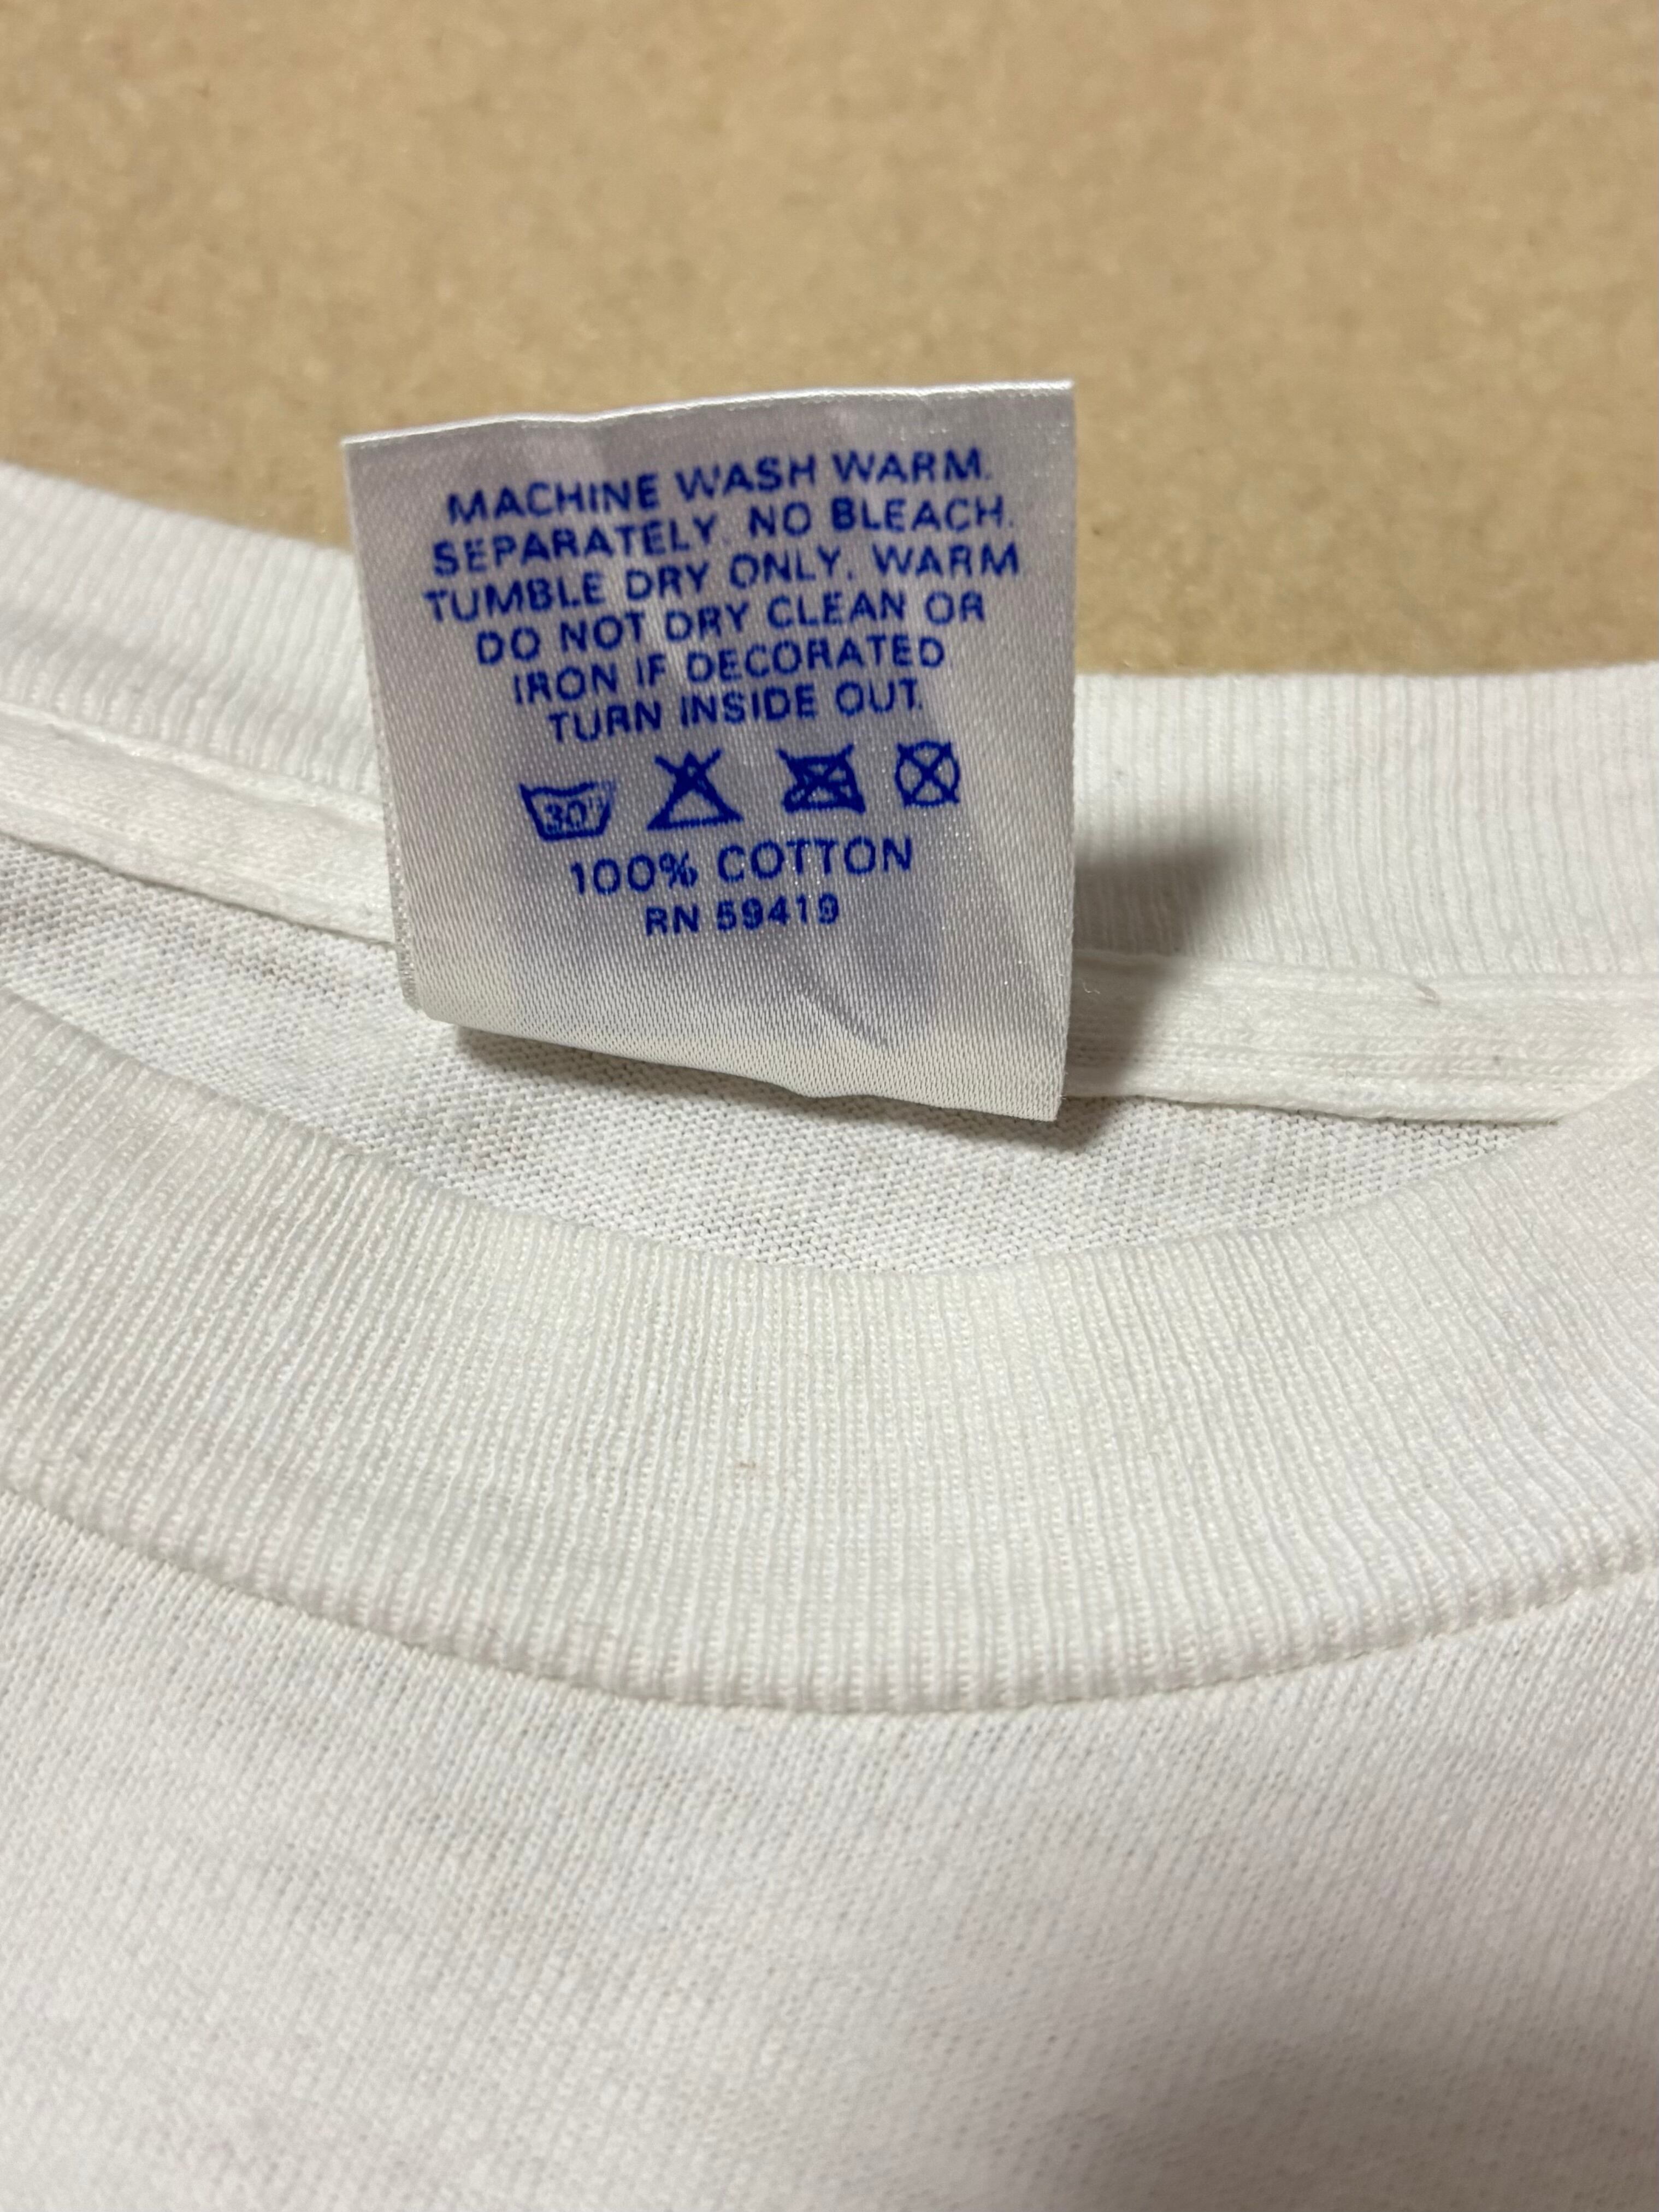 MACHINE WASH WARM.
SEPARATELY. NO BLEACH.
TUMBLE DRY ONLY. WARM
DO NOT DRY CLEAN OR
IRON IF DECORATED
TURN INSIDE OUT.
30°
100% COTTON
RN 59419